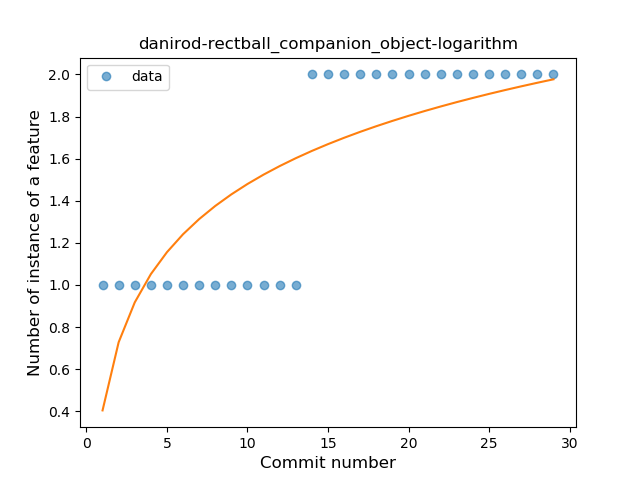 danirod-rectball_companion_object-logarithm
data
Number of instance of a feature
2.0
1.8
1.6
1.4
1.2
1.0
0.8
0.6
0.4
0 5 10 15 20 25 30
Commit number